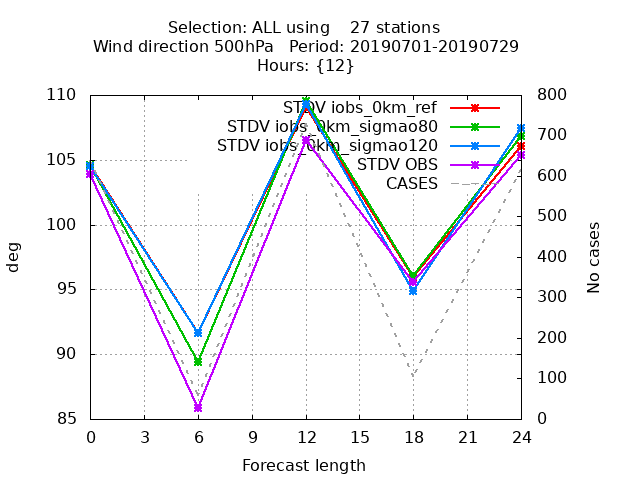 Selection: ALL using    27 stations
Wind direction 500hPa   Period: 20190701-20190729
Hours: {12}
STDV iobs_0km_ref
STDV iobs_0km_sigmao80
STDV iobs_0km_sigmao120
STDV OBS
CASES
110
105
100
95
90
85
deg
800
700
600
500
400
300
200
100
0
No cases
0 3 6 9 12 15 18 21 24
Forecast length